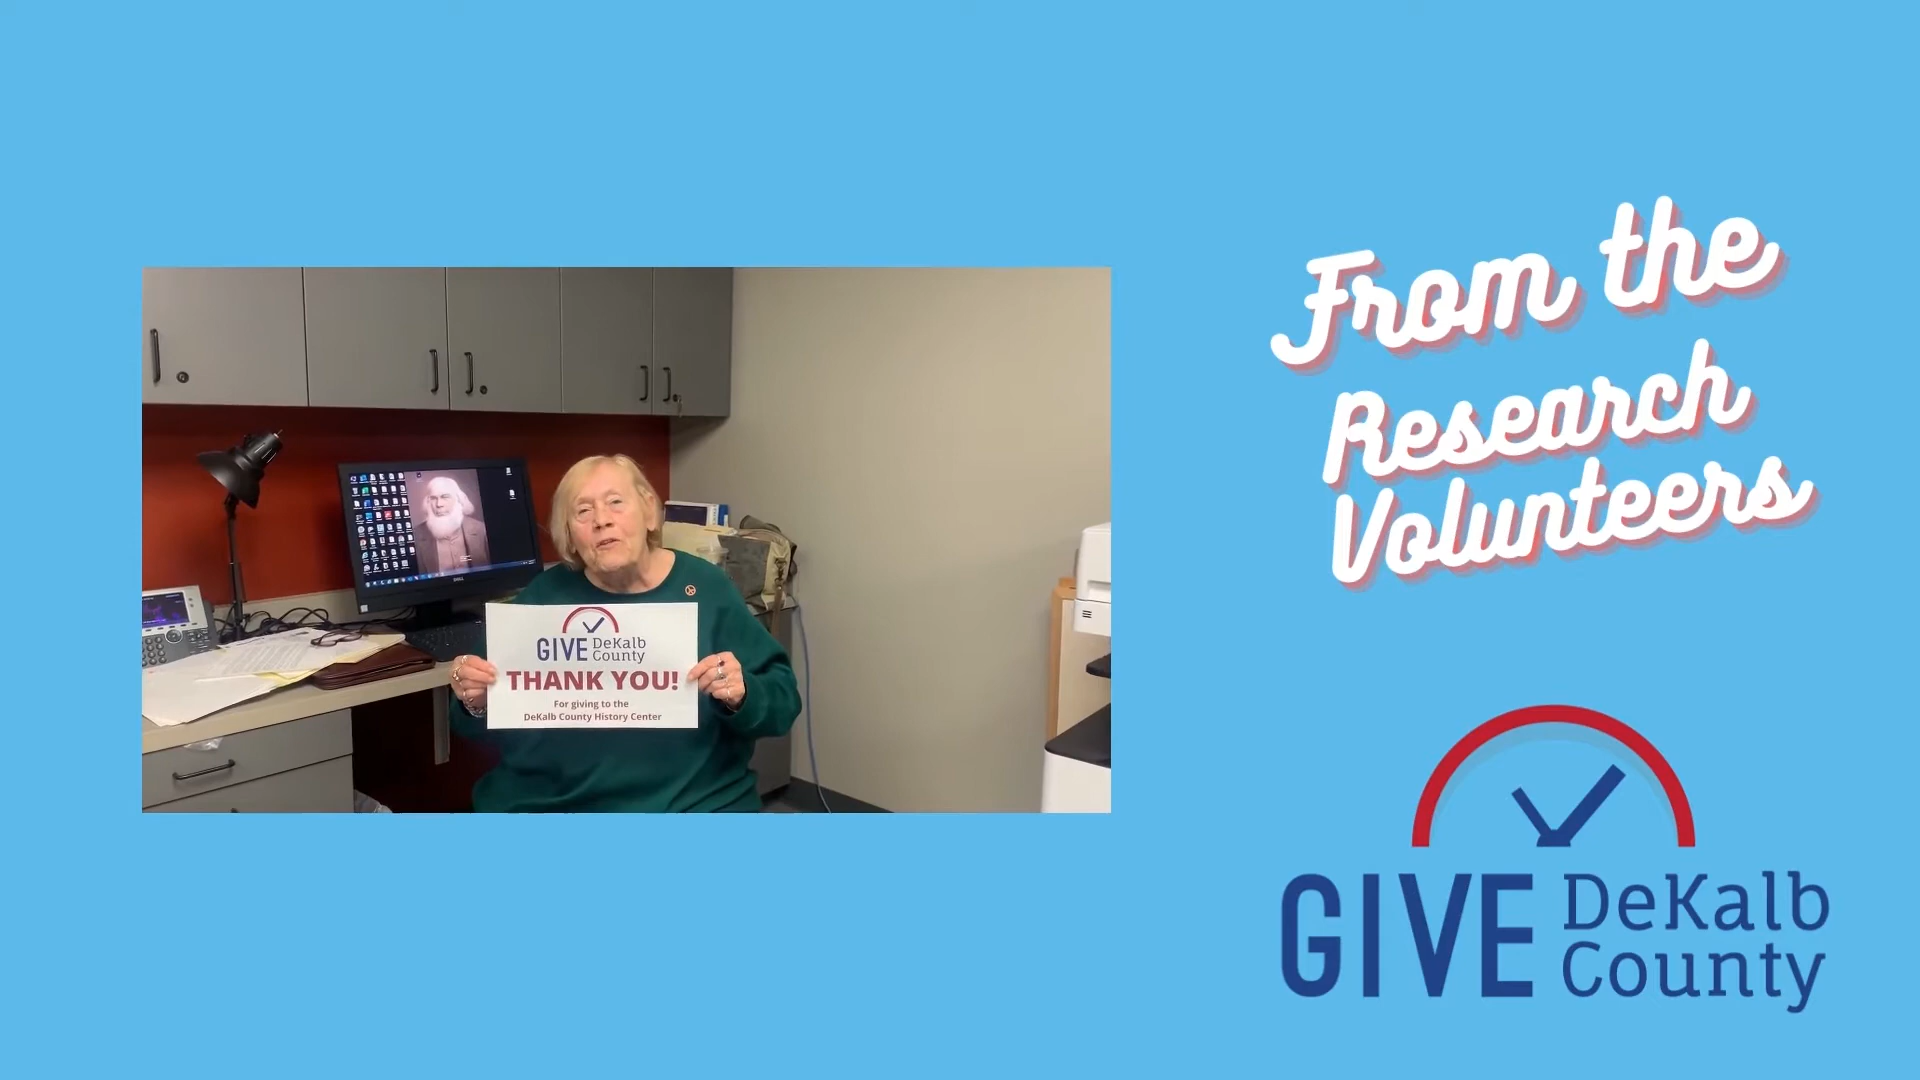 From the
Research
Volunteers
GIVE DeKalb
County
THANK YOU!
For giving to the
DeKalb County History Center
DELL
GIVE DeKalb
County